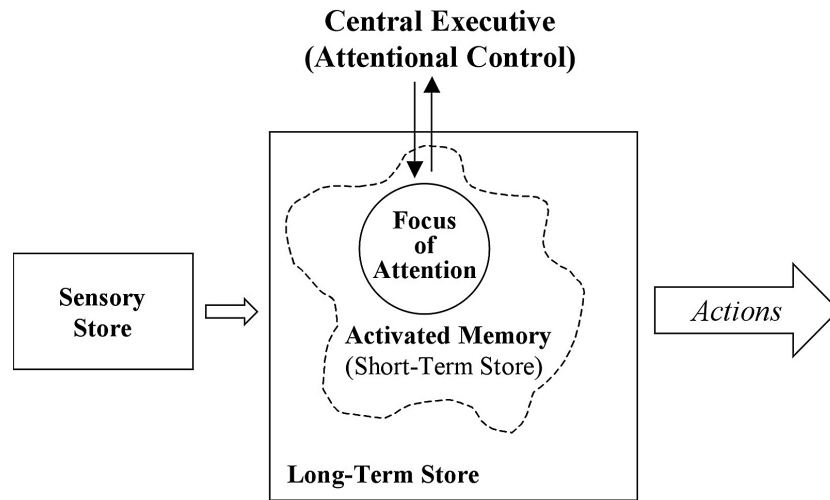 Central Executive
(Attentional Control)
Focus
of
Attention
Sensory
Store
Activated Memory
(Short-Term Store)
Actions
Long-Term Store